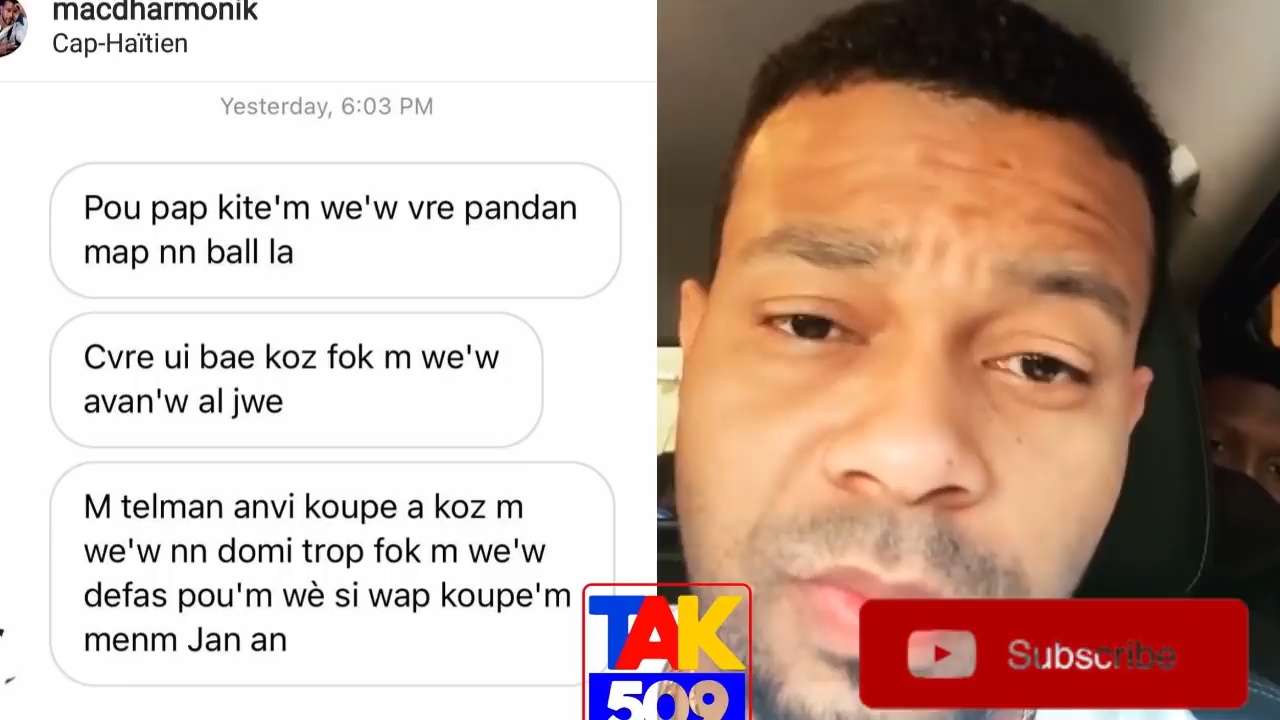 macdharmonik
Cap-Haïtien
Yesterday, 6:03 PM
Pou pap kite'm we'w vre pandan
map nn ball la
Cvre ui bae koz fok m we'w
avan'w al jwe
M telman anvi koupe a koz m
we'w nn domi trop fok m we'w
defas pou'm wè si wap koupe'm
menm Jan an
TAK
509
Subscribe